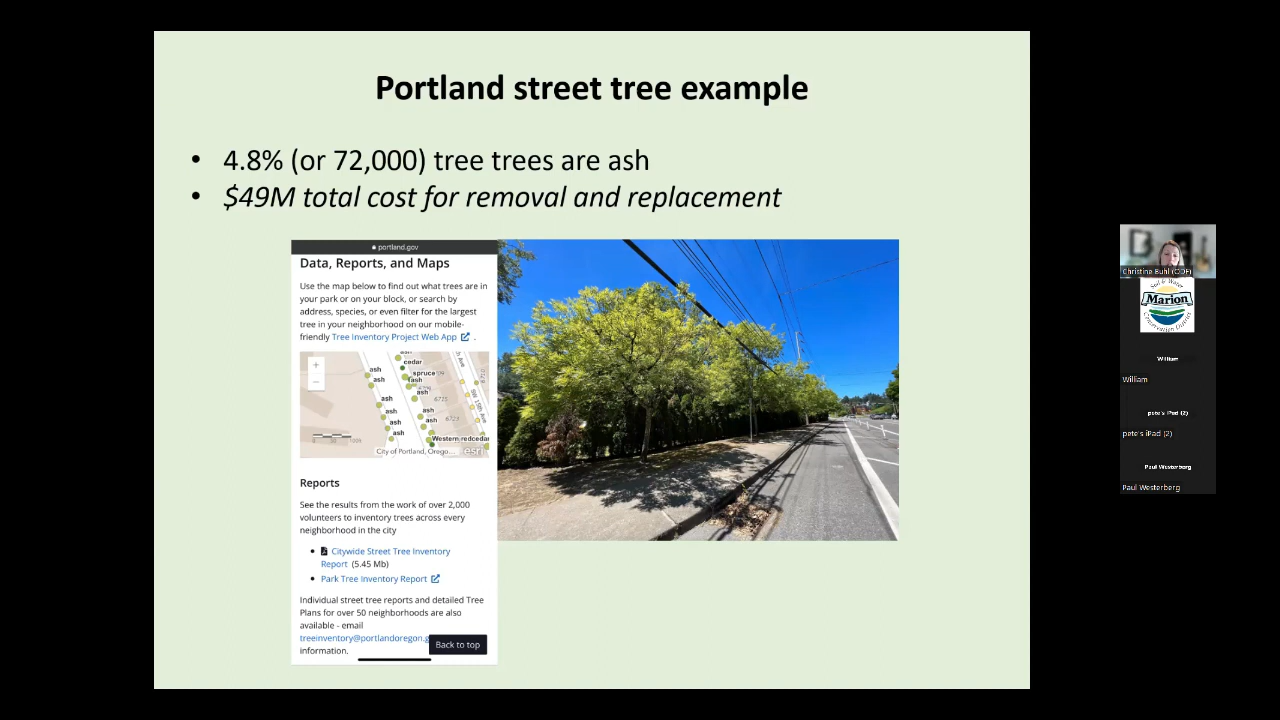 Portland street tree example
• 4.8% (or 72,000) tree trees are ash
• $49M total cost for removal and replacement
portland.gov
Data, Reports, and Maps
Use the map below to find out what trees are in
your park or on your block, or search by
address, species, or even filter for the largest
tree in your neighborhood on our mobile-
friendly Tree Inventory Project Web App .
ash
cedar
ash
spruce
ash
ash
ash
ash
ash
ash
ash
ash
ash
Western redcedar
City of Portland, Orego...
esri
Reports
See the results from the work of over 2,000
volunteers to inventory trees across every
neighborhood in the city
• Citywide Street Tree Inventory
Report (5.45 Mb)
• Park Tree Inventory Report
Individual street tree reports and detailed Tree
Plans for over 50 neighborhoods are also
available - email
treeinventory@portlandoregon.g
information.
Back to top
Christine Buhl (ODF)
Soil & Water
Marion
Conservation District
William
William
pete's iPad (2)
pete's iPad (2)
Paul Westerberg
Paul Westerberg